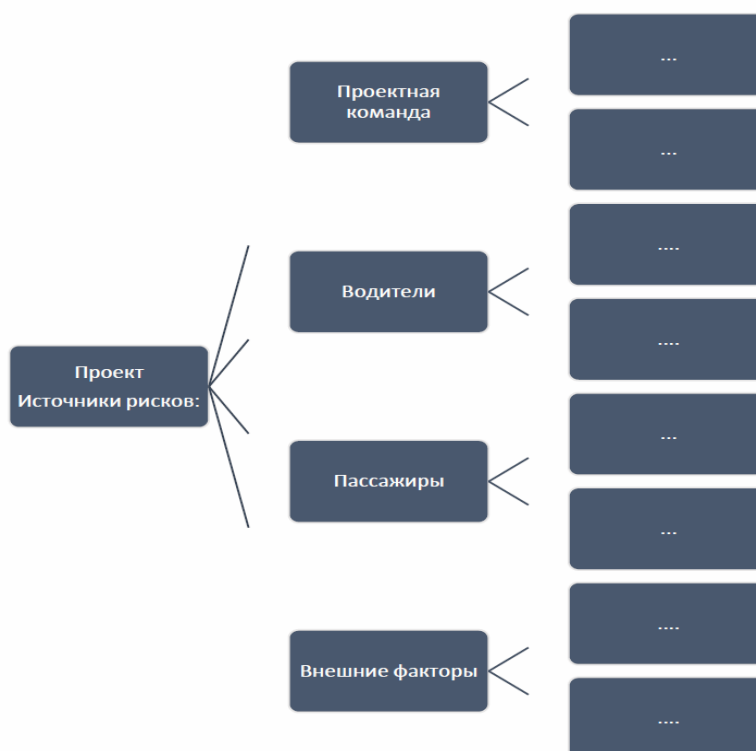 ...
Проектная
команда
...
....
Водители
....
Проект
Источники рисков:
...
Пассажиры
...
....
Внешние факторы
....